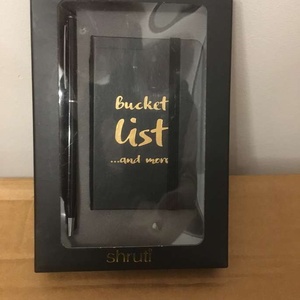 Bucket
list
...and more
shruti